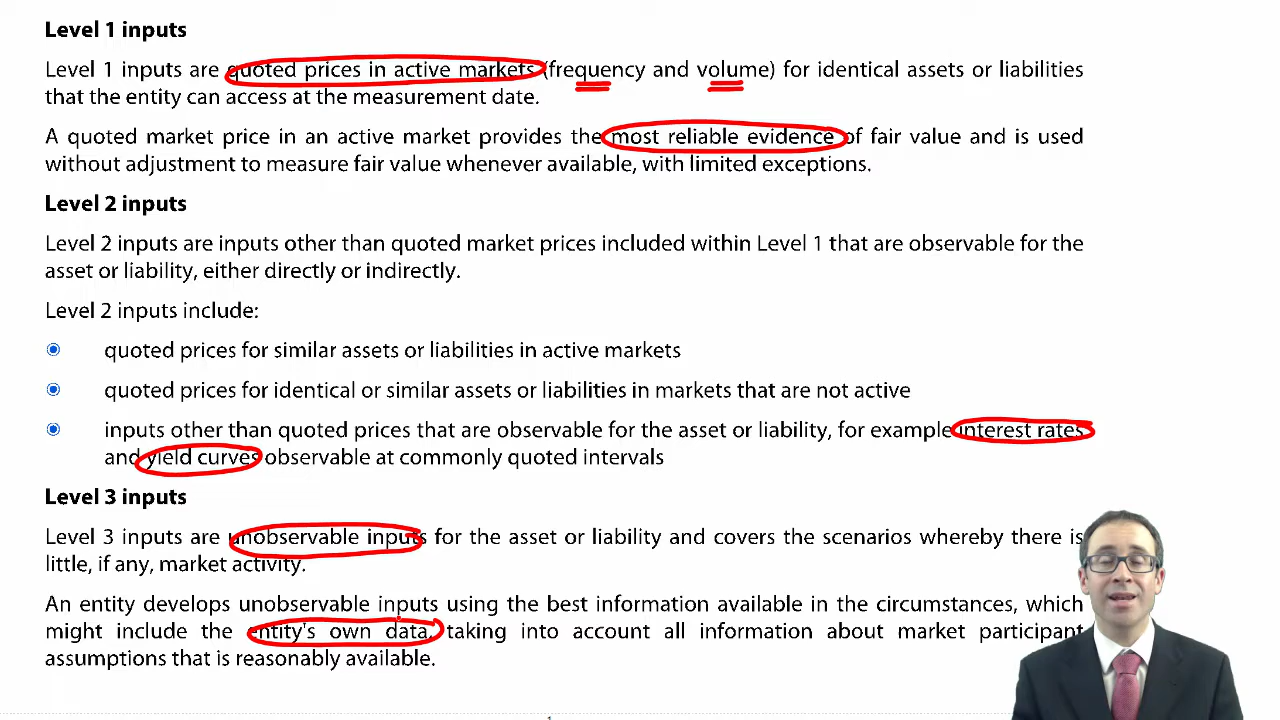 Level 1 inputs
Level 1 inputs are quoted prices in active markets (frequency and volume) for identical assets or liabilities
that the entity can access at the measurement date.
A quoted market price in an active market provides the most reliable evidence of fair value and is used
without adjustment to measure fair value whenever available, with limited exceptions.
Level 2 inputs
Level 2 inputs are inputs other than quoted market prices included within Level 1 that are observable for the
asset or liability, either directly or indirectly.
Level 2 inputs include:
quoted prices for similar assets or liabilities in active markets
quoted prices for identical or similar assets or liabilities in markets that are not active
inputs other than quoted prices that are observable for the asset or liability, for example interest rates
and yield curves observable at commonly quoted intervals
Level 3 inputs
Level 3 inputs are unobservable inputs for the asset or liability and covers the scenarios whereby there is
little, if any, market activity.
An entity develops unobservable inputs using the best information available in the circumstances, which
might include the entity's own data, taking into account all information about market participant
assumptions that is reasonably available.